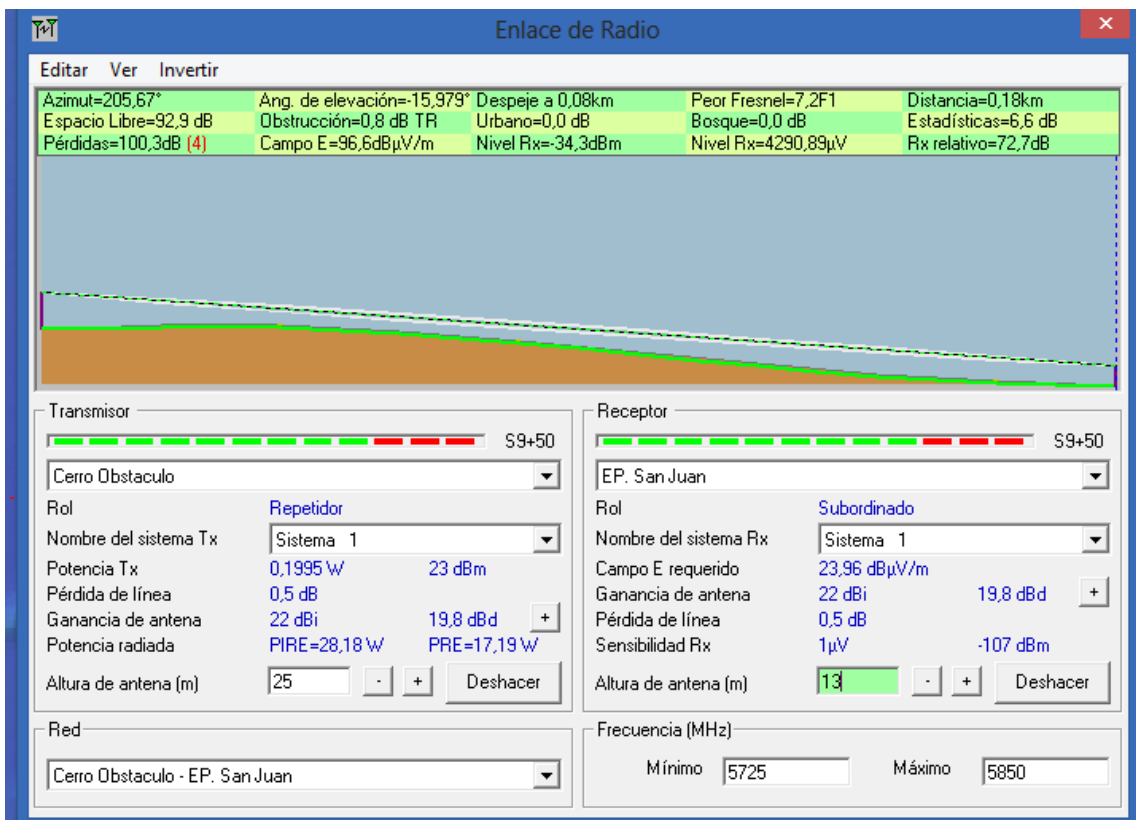 Enlace de Radio
Editar Ver Invertir
Azimut=205,67° Ang. de elevación=-15,979° Despeje a 0,08km Peor Fresnel=7,2F1 Distancia=0,18km
Espacio Libre=92,9 dB Obstrucción=0,8 dB TR Urbano=0,0 dB Bosque=0,0 dB Estadísticas=6,6 dB
Pérdidas=100,3dB (4) Campo E=96,6dBµV/m Nivel Rx=-34,3dBm Nivel Rx=4290,89µV Rx relativo=72,7dB
Transmisor
S9+50
Cerro Obstaculo
Rol Repetidor
Nombre del sistema Tx Sistema 1
Potencia Tx 0,1995 W 23 dBm
Pérdida de línea 0,5 dB
Ganancia de antena 22 dBi 19,8 dBd +
Potencia radiada PIRE=28,18 W PRE=17,19 W
Altura de antena (m) 25 - + Deshacer
Receptor
S9+50
EP. San Juan
Rol Subordinado
Nombre del sistema Rx Sistema 1
Campo E requerido 23,96 dBµV/m
Ganancia de antena 22 dBi 19,8 dBd +
Pérdida de línea 0,5 dB
Sensibilidad Rx 1µV -107 dBm
Altura de antena (m) 13 - + Deshacer
Red
Cerro Obstaculo - EP. San Juan
Frecuencia (MHz)
Mínimo 5725 Máximo 5850